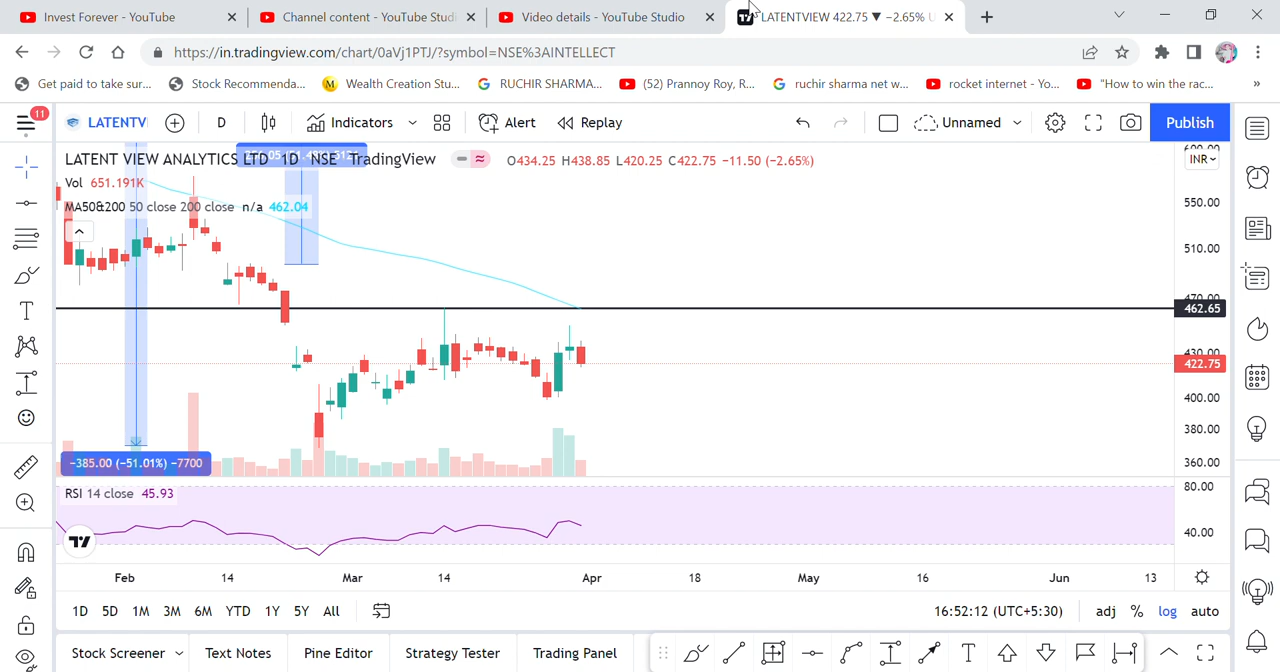 Invest Forever - YouTube
Channel content - YouTube Studi
Video details - YouTube Studio
LATENTVIEW 422.75 ▼ −2.65% U
https://in.tradingview.com/chart/0aVj1PTJ/?symbol=NSE%3AINTELLECT
Get paid to take sur...
Stock Recommenda...
M Wealth Creation Stu...
RUCHIR SHARMA...
(52) Prannoy Roy, R...
ruchir sharma net w...
rocket internet - Yo...
"How to win the rac...
»
11
LATENTV
D
Indicators
Alert
Replay
Unnamed
Publish
LATENT VIEW ANALYTICS LTD 1D NSE TradingView
O434.25 H438.85 L420.25 C422.75 −11.50 (−2.65%)
INR
Vol 651.191K
MA50&200 50 close 200 close n/a 462.04
550.00
510.00
470.00
462.65
430.00
422.75
400.00
380.00
360.00
−385.00 (−51.01%) −7700
RSI 14 close 45.93
80.00
40.00
Feb
14
Mar
14
Apr
18
May
16
Jun
13
1D 5D 1M 3M 6M YTD 1Y 5Y All
16:52:12 (UTC+5:30)
adj % log auto
Stock Screener
Text Notes
Pine Editor
Strategy Tester
Trading Panel